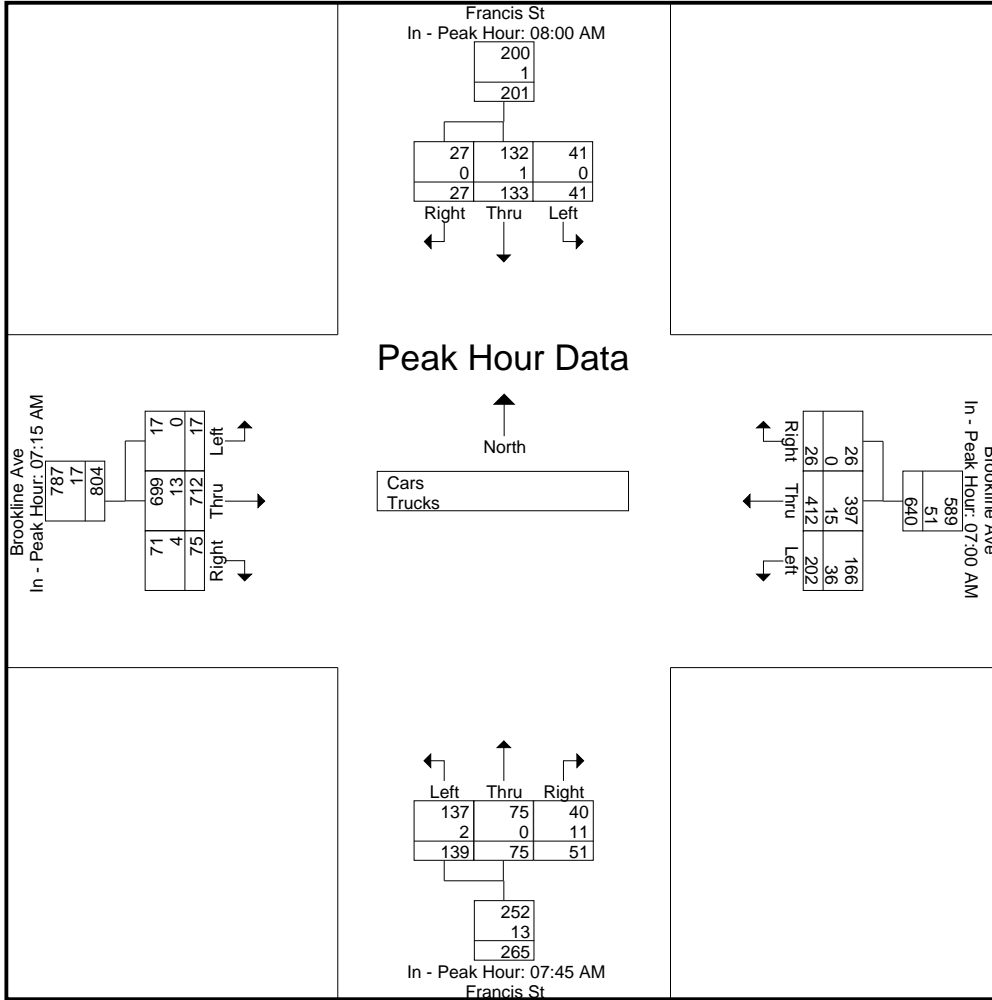 Francis St
In - Peak Hour: 08:00 AM
200
1
201
27 132 41
0 1 0
27 133 41
Right Thru Left
Peak Hour Data
North
Cars
Trucks
Brookline Ave
In - Peak Hour: 07:15 AM
787
17
804
17 0 17 Left
699 13 712 Thru
71 4 75 Right
Brookline Ave
In - Peak Hour: 07:00 AM
589
51
640
Right 26 0 26
Thru 412 15 397
Left 202 36 166
Left Thru Right
137 75 40
2 0 11
139 75 51
252
13
265
In - Peak Hour: 07:45 AM
Francis St